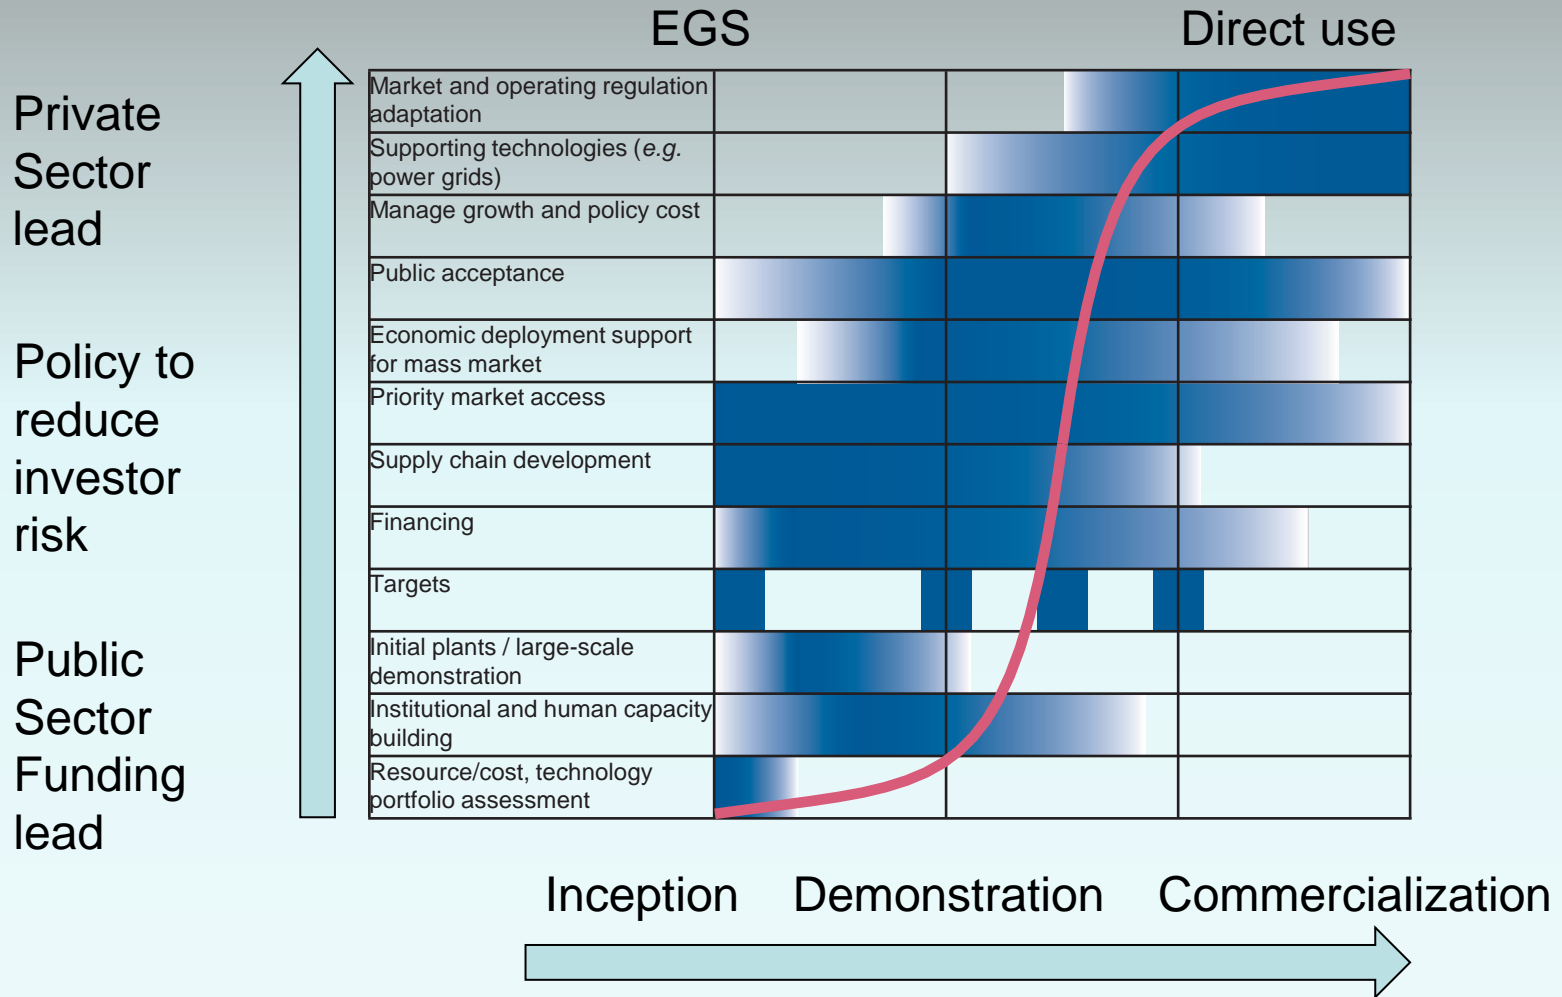 EGS
Direct use
Private
Sector
lead
Policy to
reduce
investor
risk
Public
Sector
Funding
lead
Market and operating regulation
adaptation
Supporting technologies (e.g.
power grids)
Manage growth and policy cost
Public acceptance
Economic deployment support
for mass market
Priority market access
Supply chain development
Financing
Targets
Initial plants / large-scale
demonstration
Institutional and human capacity
building
Resource/cost, technology
portfolio assessment
Inception
Demonstration
Commercialization